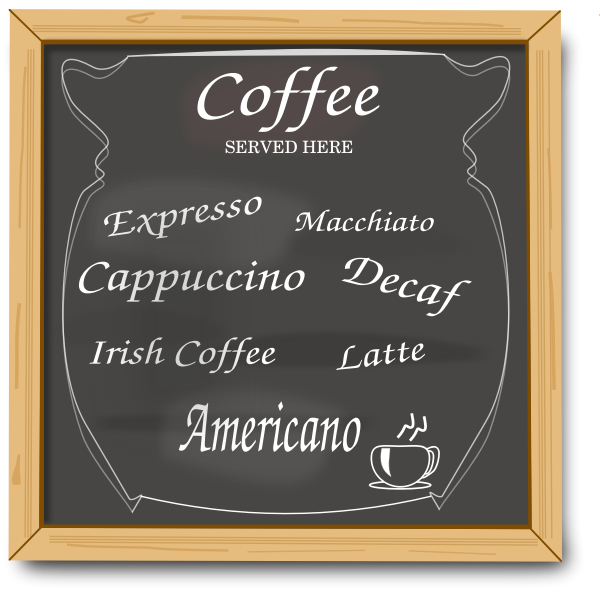 Coffee
SERVED HERE
Expresso Macchiato
Cappuccino Decaf
Irish Coffee Latte
Americano